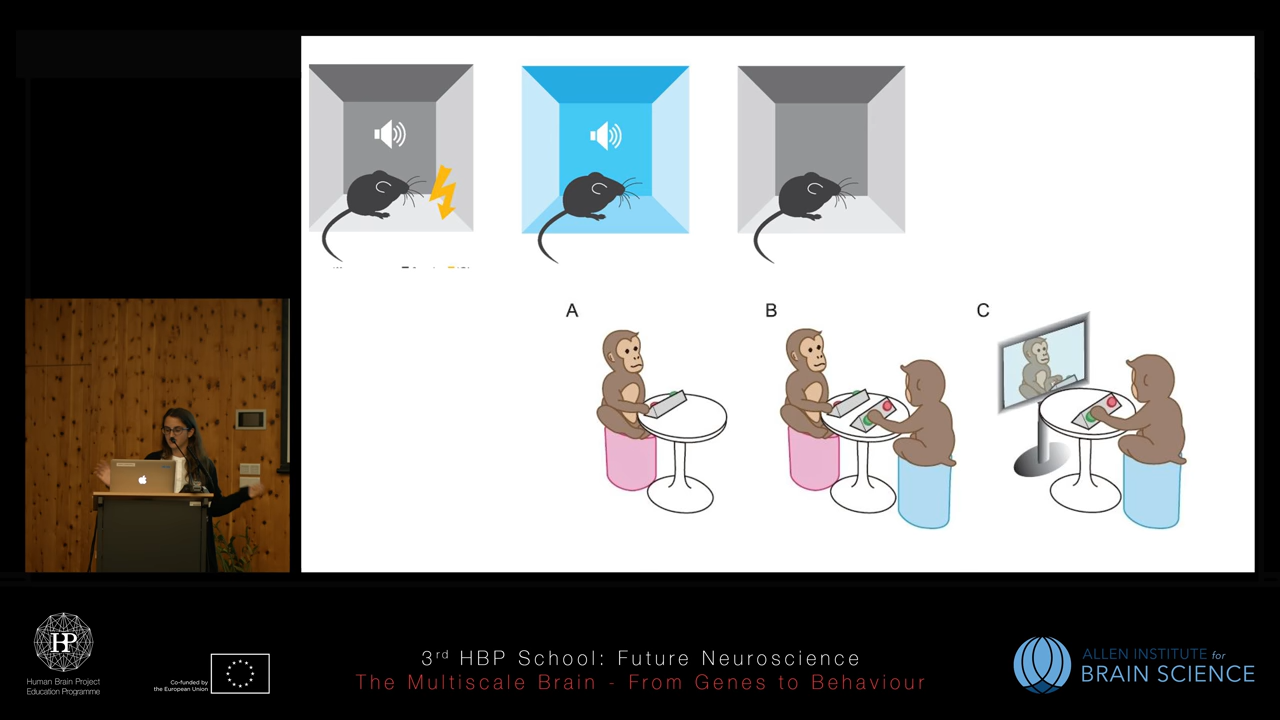 A
B
C
HP
Human Brain Project
Education Programme
Co-funded by
the European Union
3rd HBP School: Future Neuroscience
The Multiscale Brain - From Genes to Behaviour
ALLEN INSTITUTE for
BRAIN SCIENCE